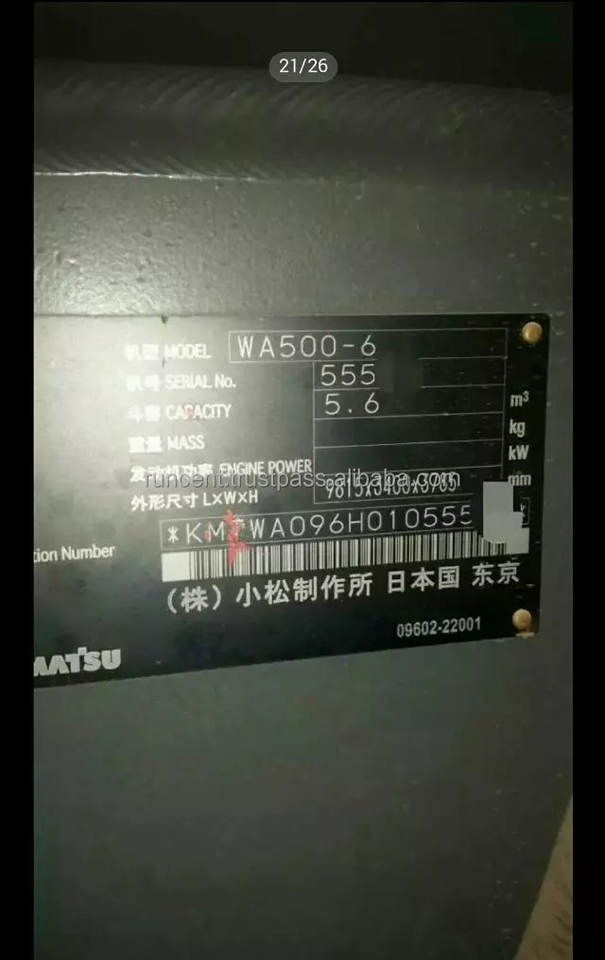 21/26
机型 MODEL WA500-6
机号 SERIAL No. 555
斗容 CAPACITY 5.6 m³
重量 MASS kg
发动机功率 ENGINE POWER kW
runcent.trustpass.alibaba.com
外形尺寸 L×W×H 9815x3400x3785 mm
*KMTWA096H010555
tion Number
(株)小松制作所 日本国 东京
09602-22001
MATSU